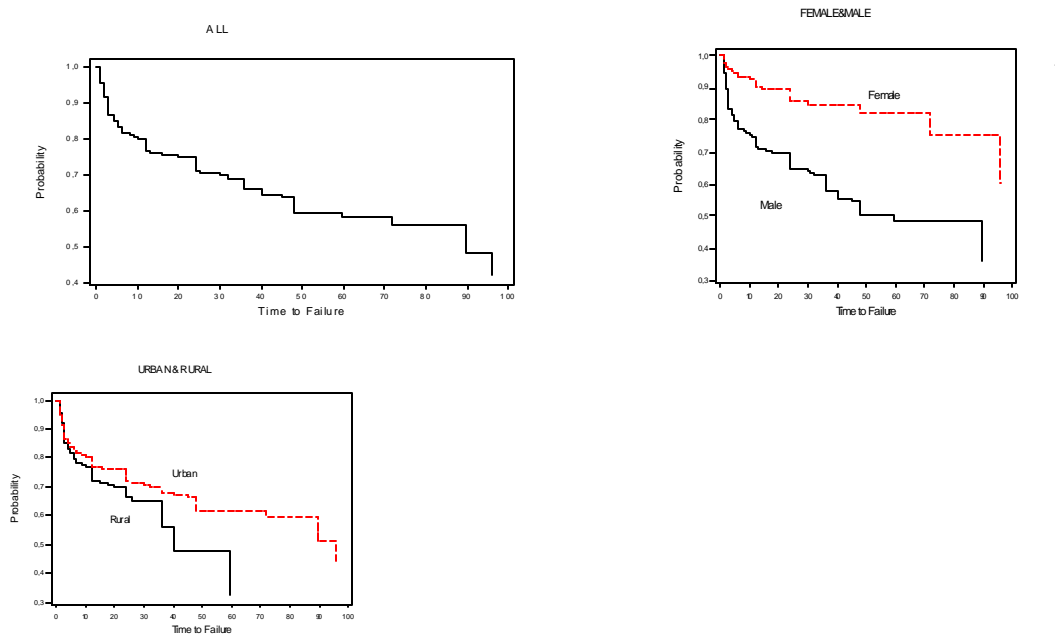 ALL
1,0
0,9
0,8
0,7
0,6
0,5
0,4
Probability
0 10 20 30 40 50 60 70 80 90 100
Time to Failure
FEMALE&MALE
1,0
0,9
0,8
0,7
0,6
0,5
0,4
0,3
Probability
Female
Male
0 10 20 30 40 50 60 70 80 90 100
Time to Failure
URBAN & RURAL
1,0
0,9
0,8
0,7
0,6
0,5
0,4
0,3
Probability
Urban
Rural
0 10 20 30 40 50 60 70 80 90 100
Time to Failure